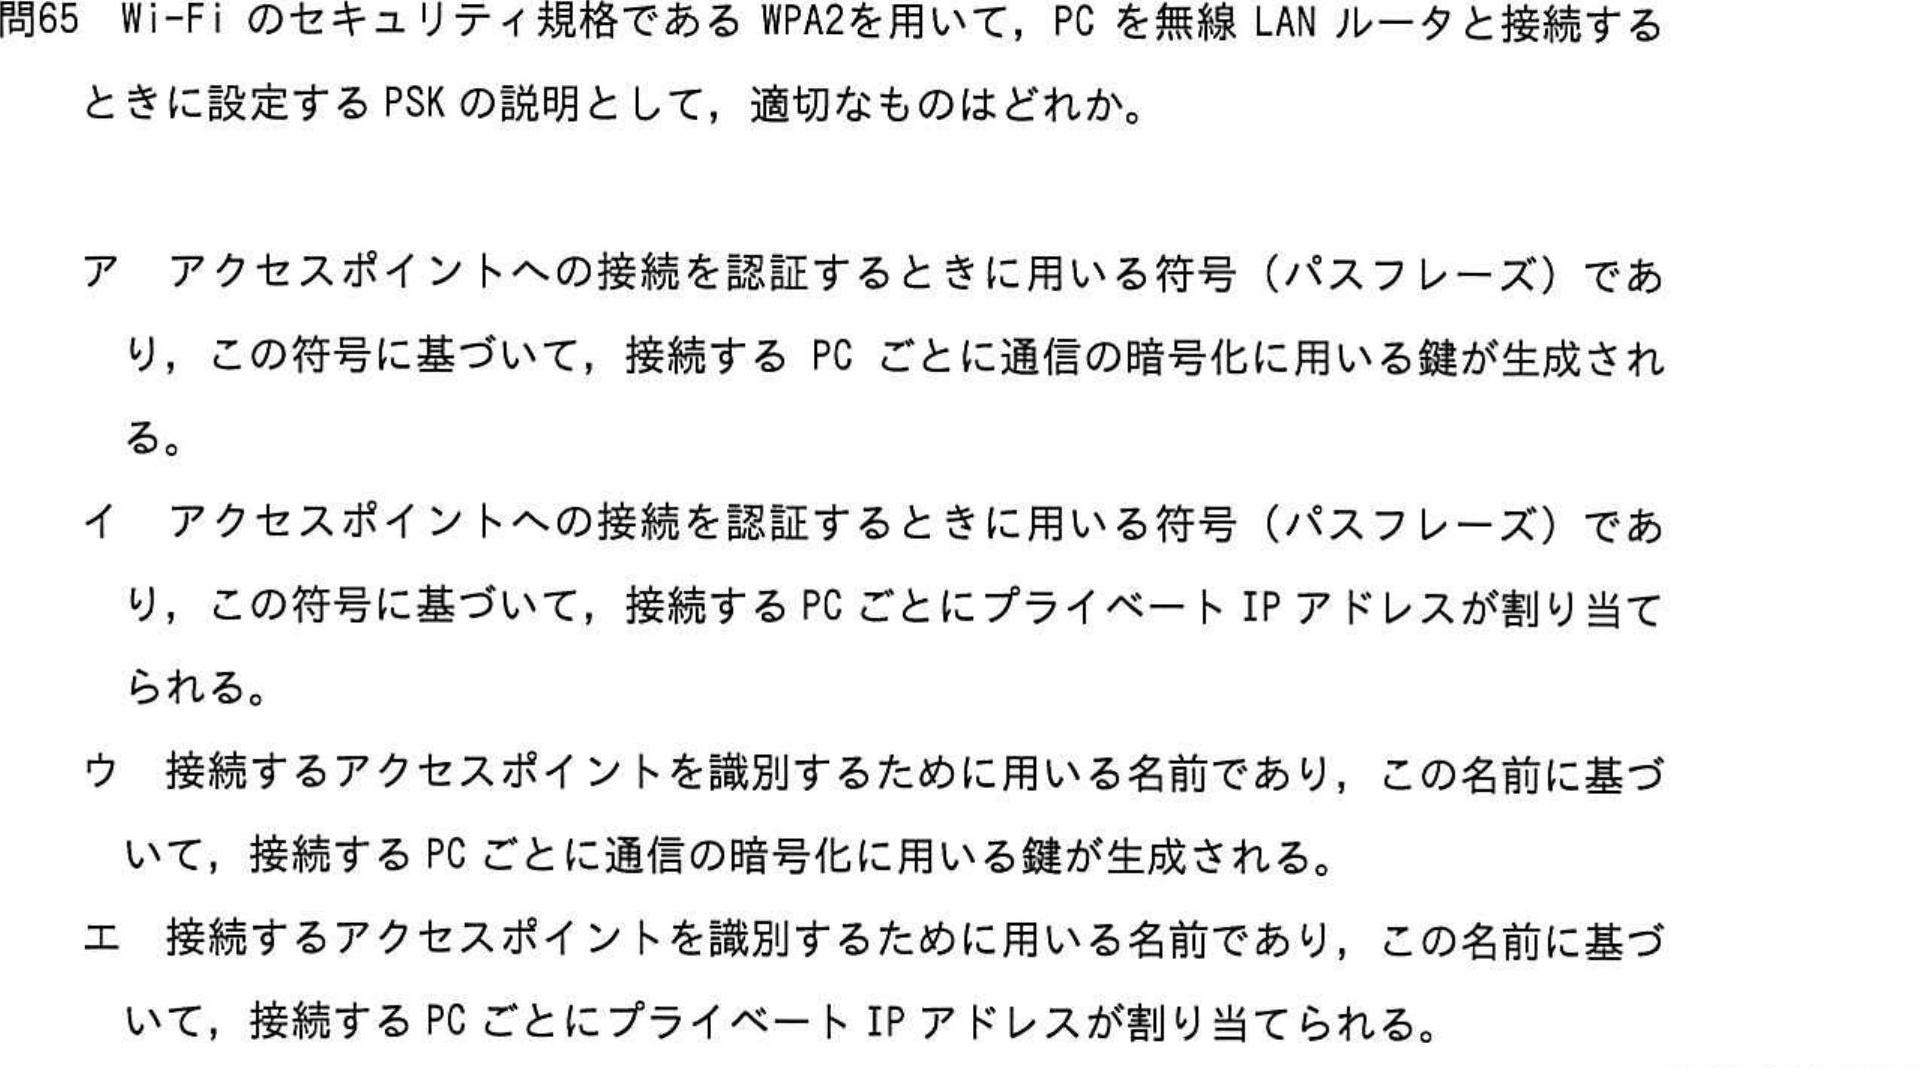 問65 Wi-Fi のセキュリティ規格である WPA2を用いて，PC を無線 LAN ルータと接続する
ときに設定する PSK の説明として，適切なものはどれか。
ア アクセスポイントへの接続を認証するときに用いる符号（パスフレーズ）であ
り，この符号に基づいて，接続する PC ごとに通信の暗号化に用いる鍵が生成され
る。
イ アクセスポイントへの接続を認証するときに用いる符号（パスフレーズ）であ
り，この符号に基づいて，接続する PC ごとにプライベート IP アドレスが割り当て
られる。
ウ 接続するアクセスポイントを識別するために用いる名前であり，この名前に基づ
いて，接続する PC ごとに通信の暗号化に用いる鍵が生成される。
エ 接続するアクセスポイントを識別するために用いる名前であり，この名前に基づ
いて，接続する PC ごとにプライベート IP アドレスが割り当てられる。